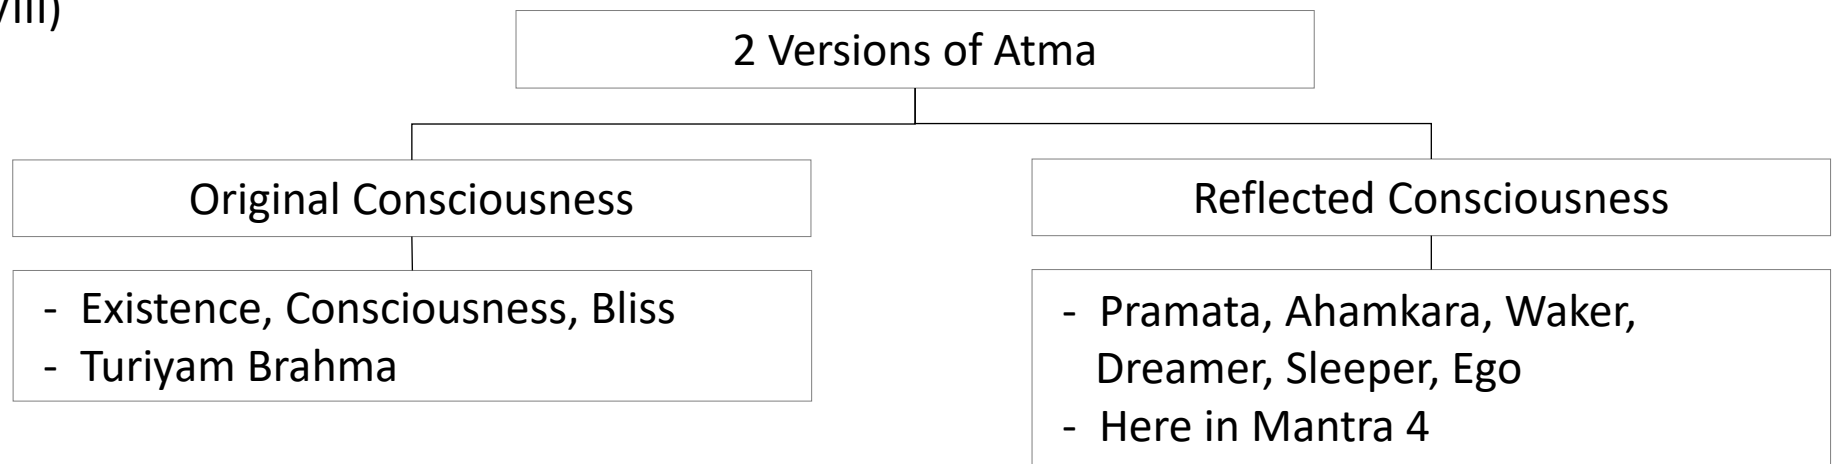 VIII)
2 Versions of Atma
Original Consciousness
Reflected Consciousness
- Existence, Consciousness, Bliss
- Turiyam Brahma
- Pramata, Ahamkara, Waker,
Dreamer, Sleeper, Ego
- Here in Mantra 4